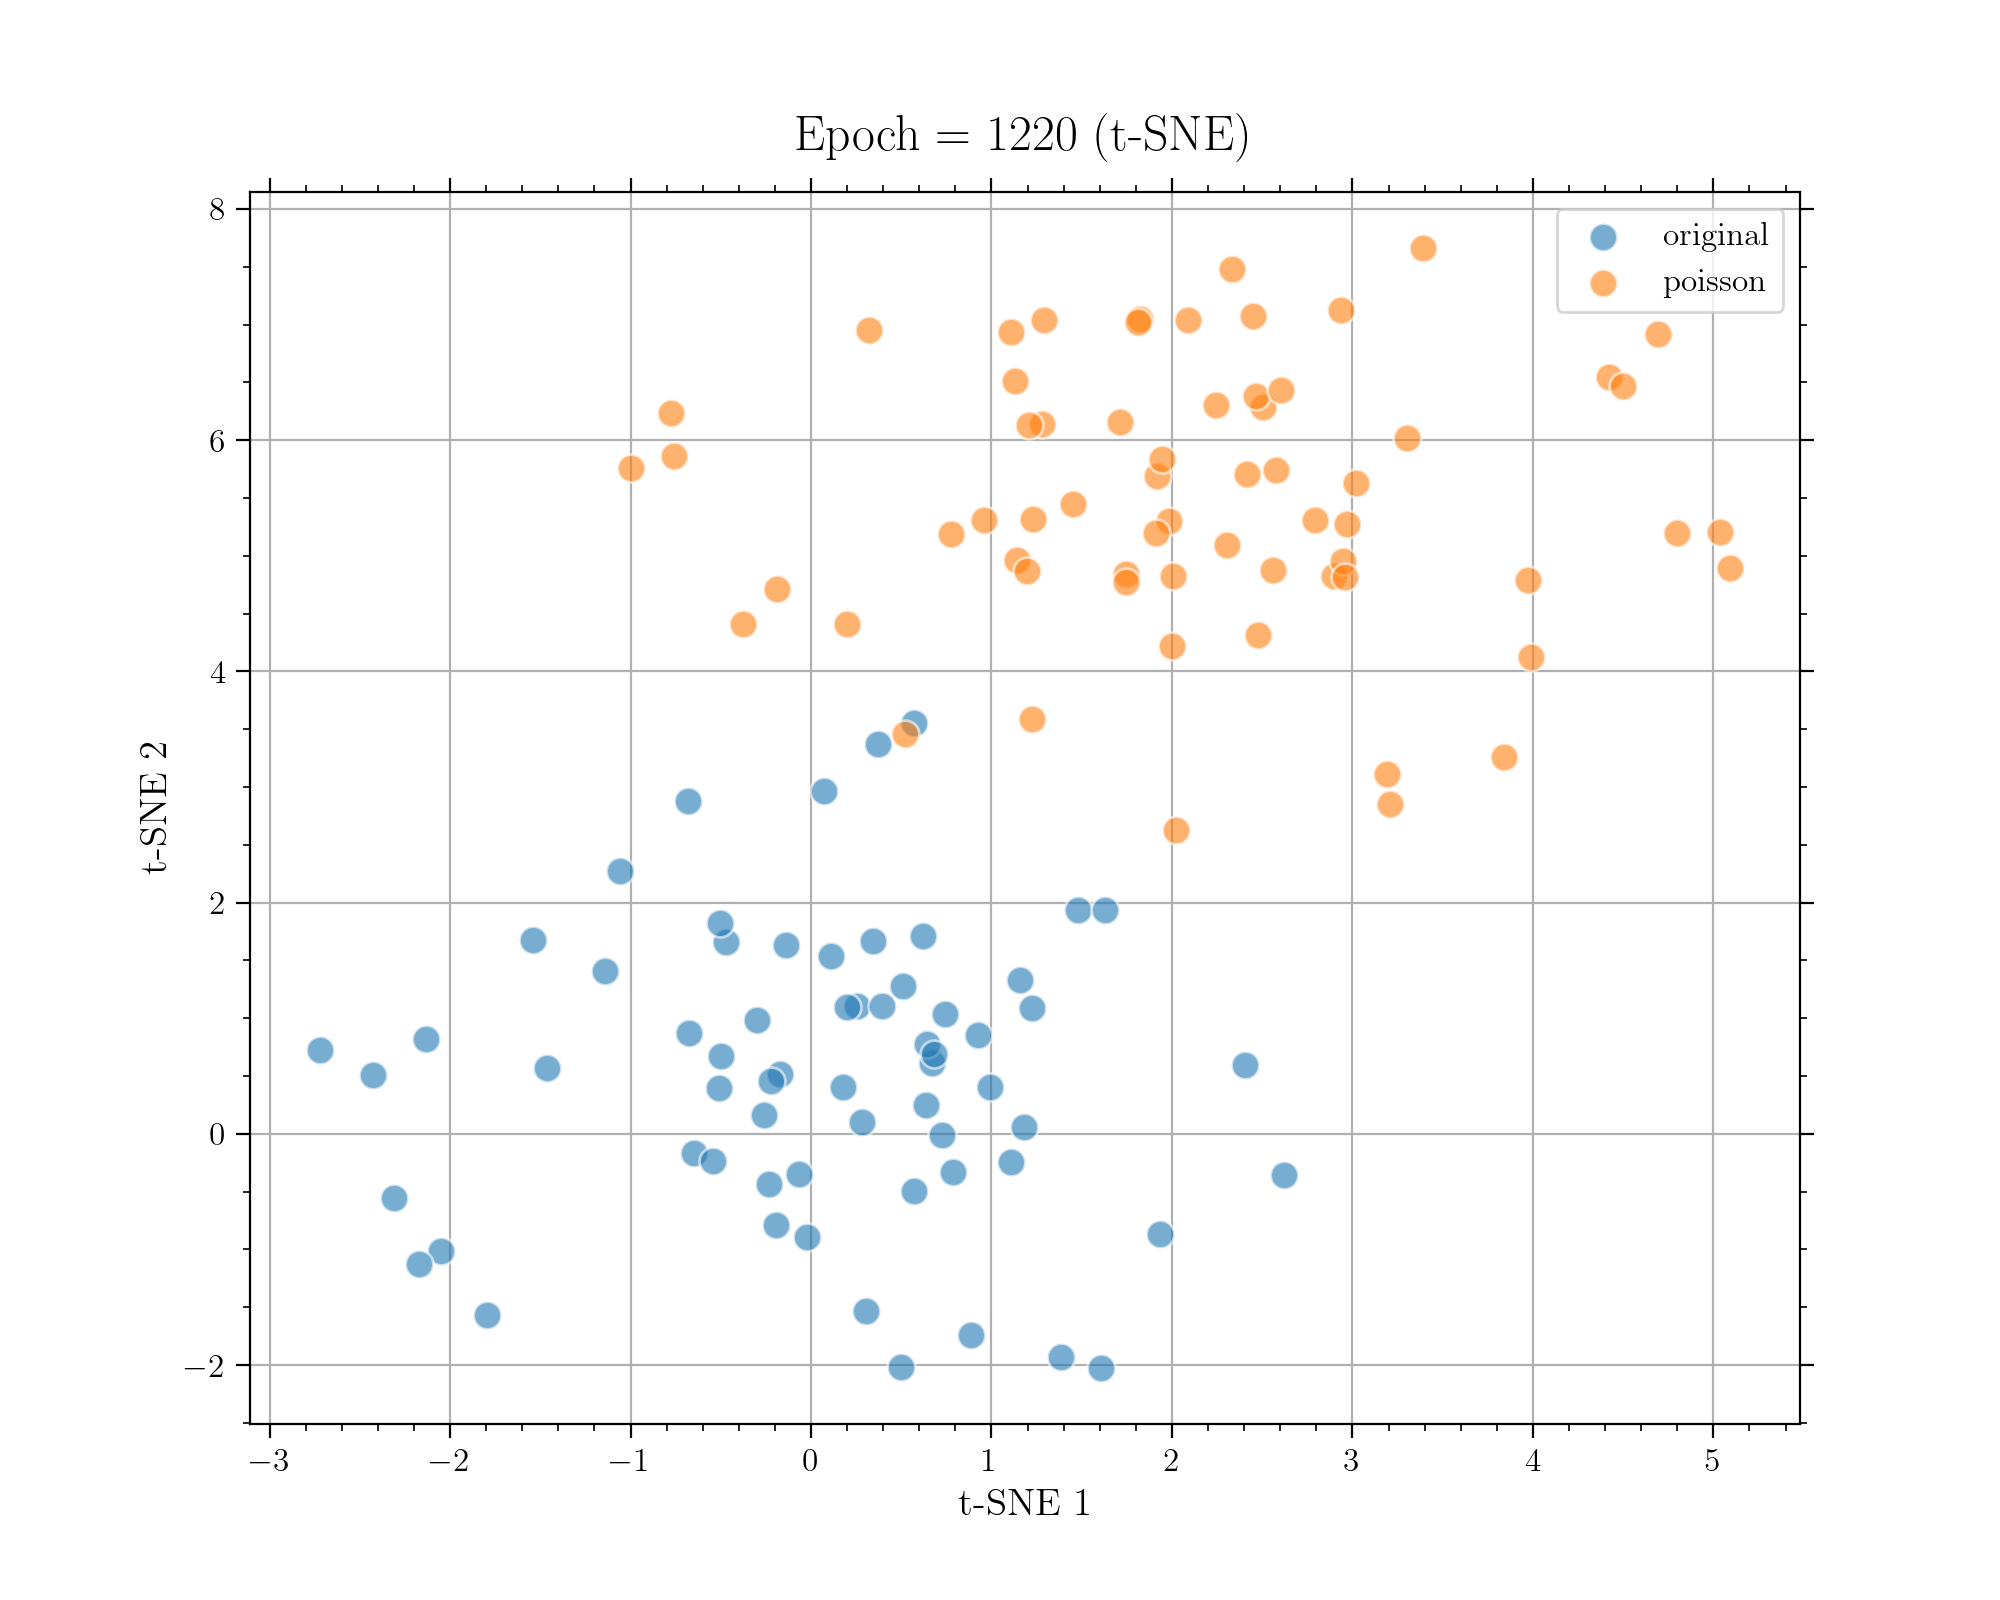 Epoch = 1220 (t-SNE)
original
poisson
8
6
4
2
0
−2
t-SNE 2
−3 −2 −1 0 1 2 3 4 5
t-SNE 1